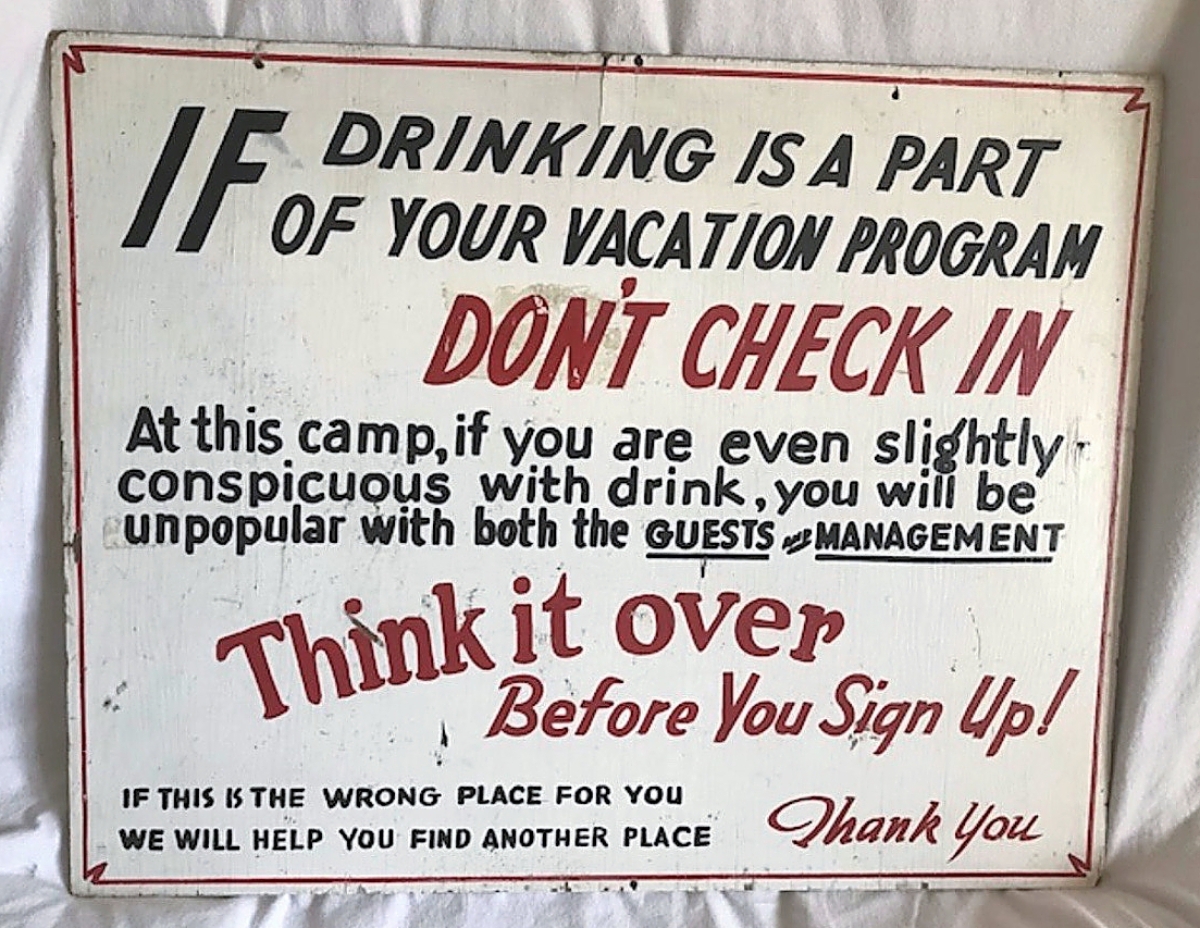 IF DRINKING IS A PART
OF YOUR VACATION PROGRAM
DON'T CHECK IN
At this camp, if you are even slightly
conspicuous with drink, you will be
unpopular with both the GUESTS and MANAGEMENT
Think it over
Before You Sign Up!
IF THIS IS THE WRONG PLACE FOR YOU
WE WILL HELP YOU FIND ANOTHER PLACE
Thank You